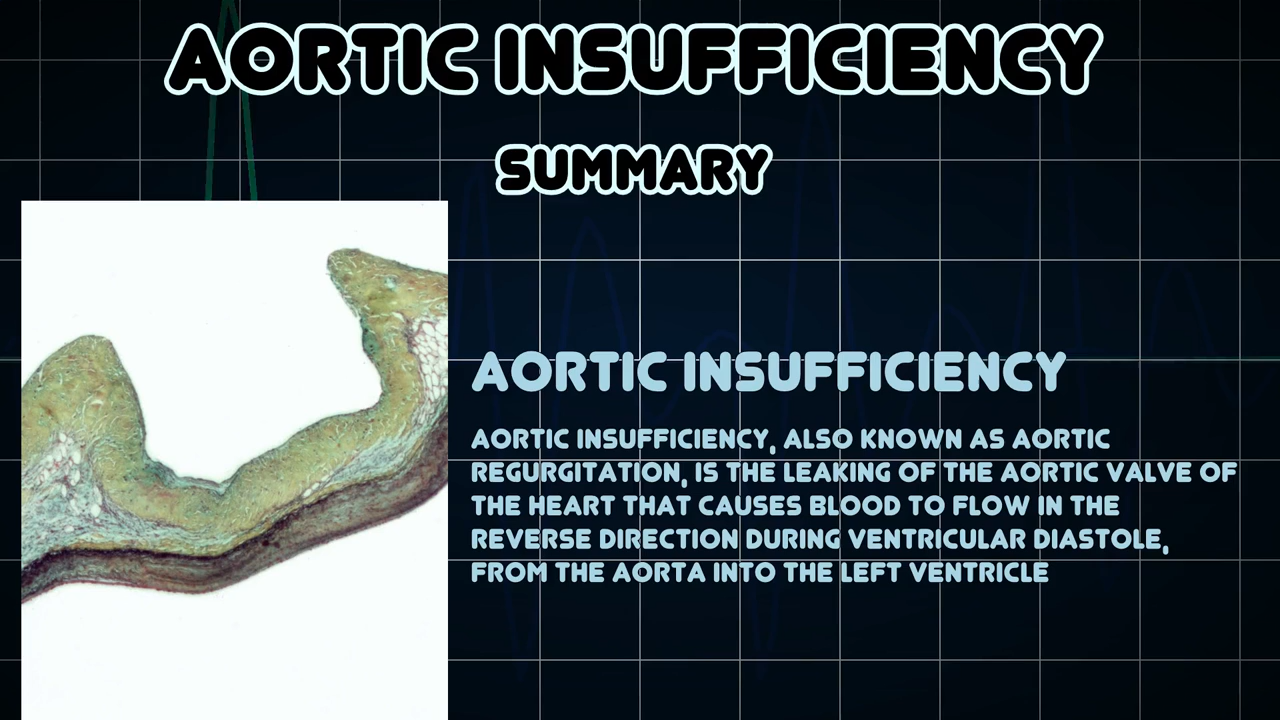 AORTIC INSUFFICIENCY
SUMMARY
AORTIC INSUFFICIENCY
AORTIC INSUFFICIENCY, ALSO KNOWN AS AORTIC
REGURGITATION, IS THE LEAKING OF THE AORTIC VALVE OF
THE HEART THAT CAUSES BLOOD TO FLOW IN THE
REVERSE DIRECTION DURING VENTRICULAR DIASTOLE,
FROM THE AORTA INTO THE LEFT VENTRICLE